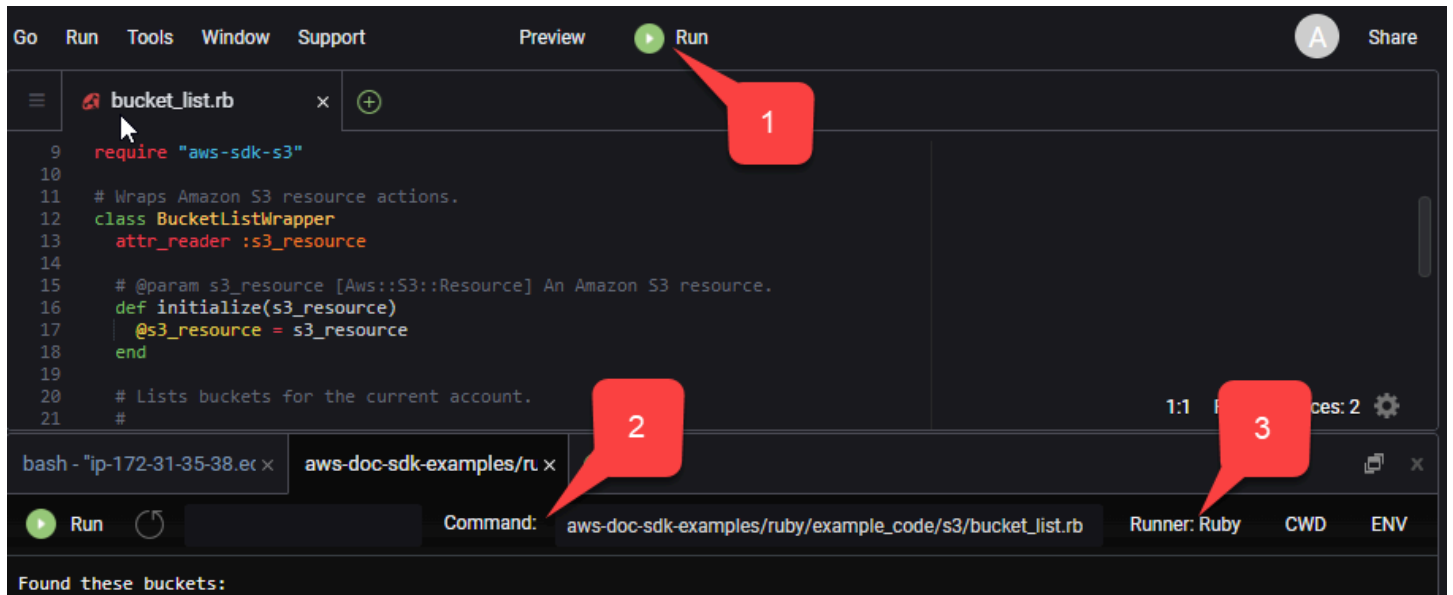 Go Run Tools Window Support Preview Run A Share
bucket_list.rb
1
9 require "aws-sdk-s3"
10
11 # Wraps Amazon S3 resource actions.
12 class BucketListWrapper
13 attr_reader :s3_resource
14
15 # @param s3_resource [Aws::S3::Resource] An Amazon S3 resource.
16 def initialize(s3_resource)
17 @s3_resource = s3_resource
18 end
19
20 # Lists buckets for the current account.
21 #
1:1 ces: 2
2
3
bash - "ip-172-31-35-38.ec aws-doc-sdk-examples/ru
Run Command: aws-doc-sdk-examples/ruby/example_code/s3/bucket_list.rb Runner: Ruby CWD ENV
Found these buckets: